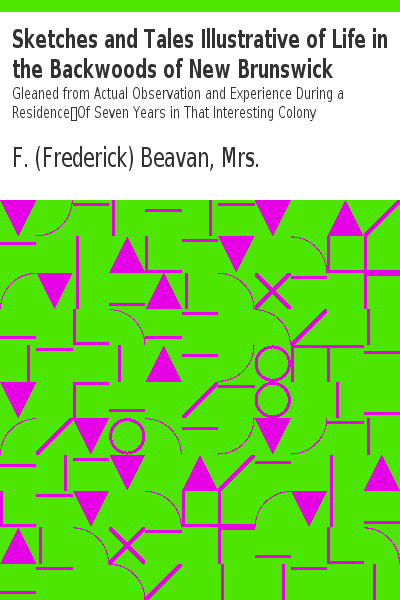 Sketches and Tales Illustrative of Life in
the Backwoods of New Brunswick
Gleaned from Actual Observation and Experience During a
Residence▯Of Seven Years in That Interesting Colony
F. (Frederick) Beavan, Mrs.